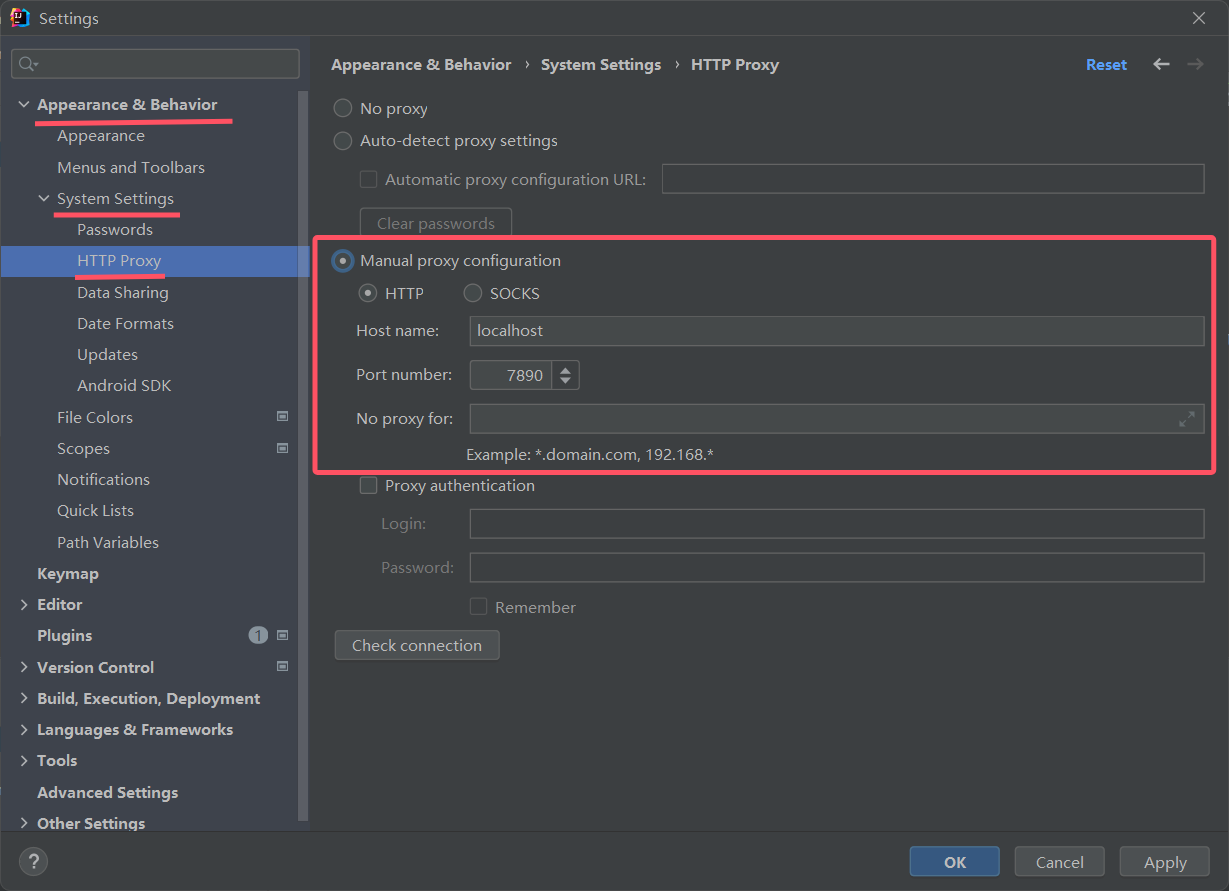 Settings
Appearance & Behavior
Appearance
Menus and Toolbars
System Settings
Passwords
HTTP Proxy
Data Sharing
Date Formats
Updates
Android SDK
File Colors
Scopes
Notifications
Quick Lists
Path Variables
Keymap
Editor
Plugins 1
Version Control
Build, Execution, Deployment
Languages & Frameworks
Tools
Advanced Settings
Other Settings
Appearance & Behavior › System Settings › HTTP Proxy Reset
No proxy
Auto-detect proxy settings
Automatic proxy configuration URL:
Clear passwords
Manual proxy configuration
HTTP SOCKS
Host name: localhost
Port number: 7890
No proxy for:
Example: *.domain.com, 192.168.*
Proxy authentication
Login:
Password:
Remember
Check connection
? OK Cancel Apply